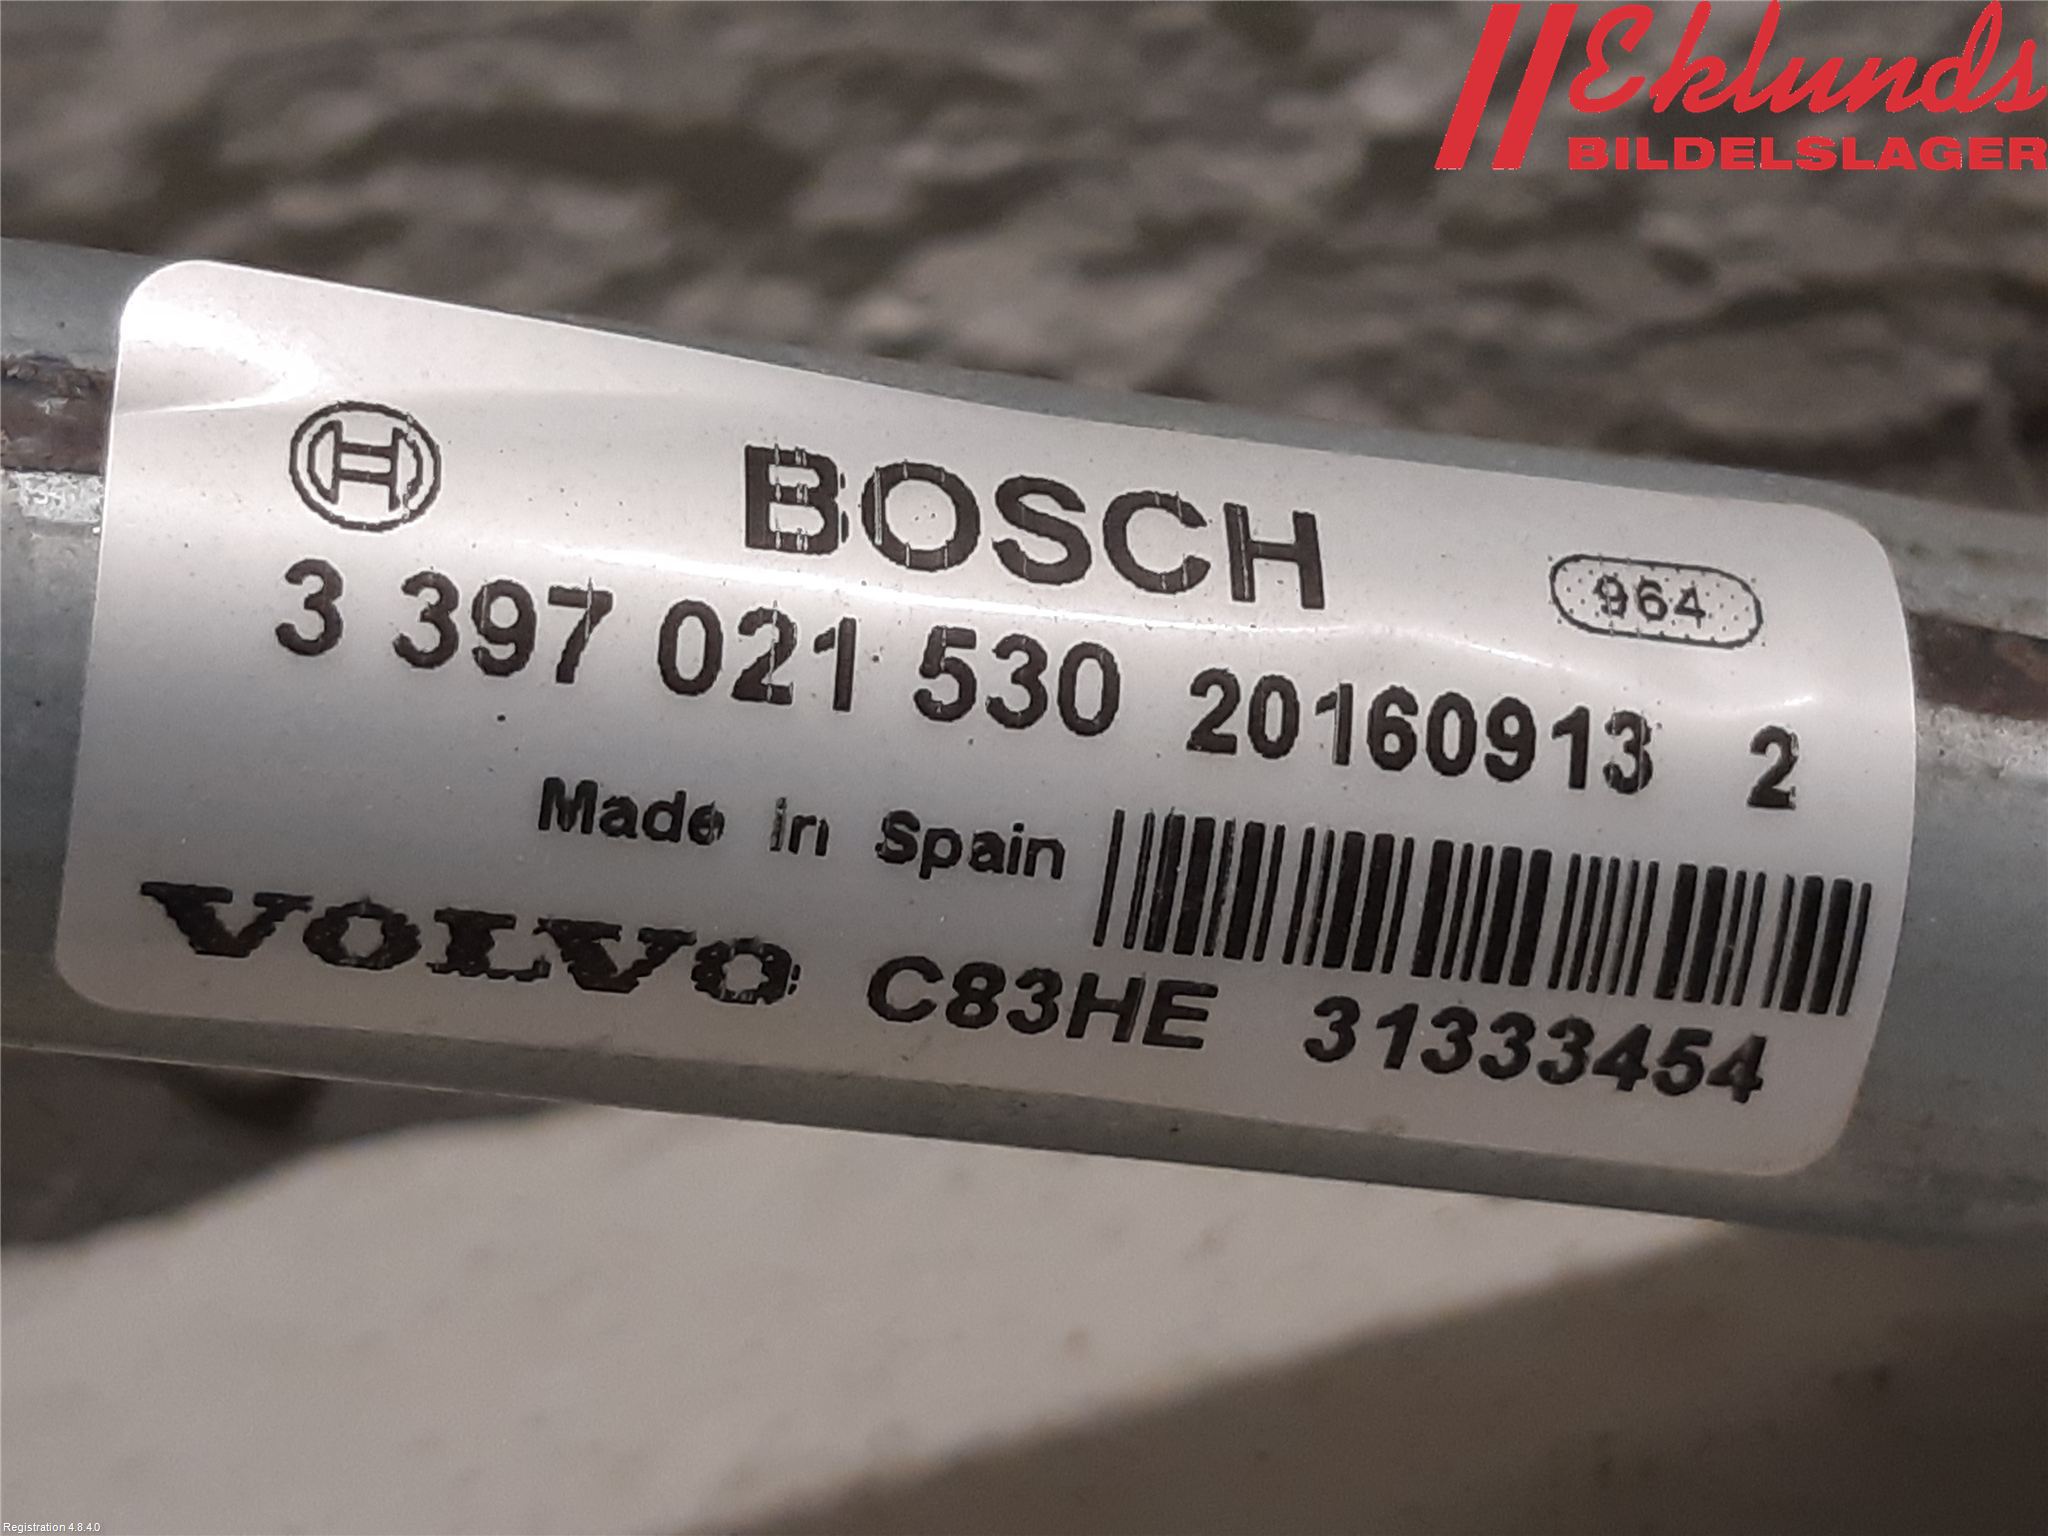 Eklunds
BILDELSLAGER
BOSCH
964
3 397 021 530 20160913 2
Made in Spain
VOLVO C83HE 31333454
Registration 4.8.4.0